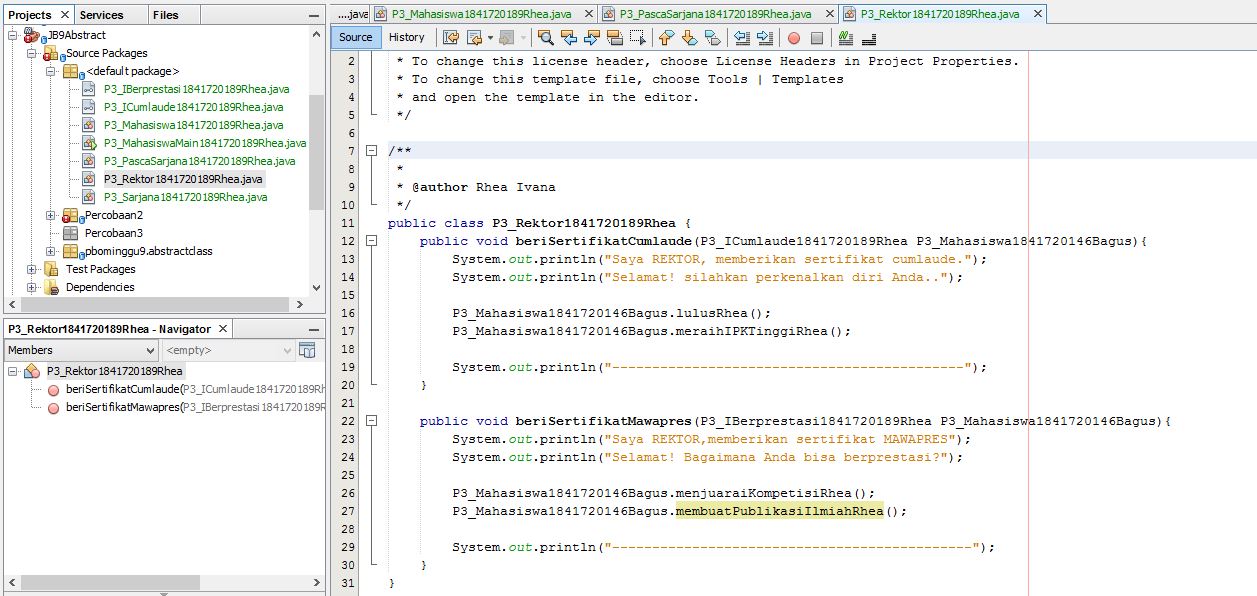 Projects
Services
Files
JB9Abstract
Source Packages
<default package>
P3_IBerprestasi1841720189Rhea.java
P3_ICumlaude1841720189Rhea.java
P3_Mahasiswa1841720189Rhea.java
P3_MahasiswaMain1841720189Rhea.java
P3_PascaSarjana1841720189Rhea.java
P3_Rektor1841720189Rhea.java
P3_Sarjana1841720189Rhea.java
Percobaan2
Percobaan3
pbominggu9.abstractclass
Test Packages
Dependencies
P3_Rektor1841720189Rhea - Navigator
Members
<empty>
P3_Rektor1841720189Rhea
beriSertifikatCumlaude(P3_ICumlaude1841720189Rh
beriSertifikatMawapres(P3_IBerprestasi1841720189R
....java
P3_Mahasiswa1841720189Rhea.java
P3_PascaSarjana1841720189Rhea.java
P3_Rektor1841720189Rhea.java
Source
History
2 * To change this license header, choose License Headers in Project Properties.
3 * To change this template file, choose Tools | Templates
4 * and open the template in the editor.
5 */
6
7 /**
8 *
9 * @author Rhea Ivana
10 */
11 public class P3_Rektor1841720189Rhea {
12 public void beriSertifikatCumlaude(P3_ICumlaude1841720189Rhea P3_Mahasiswa1841720146Bagus){
13 System.out.println("Saya REKTOR, memberikan sertifikat cumlaude.");
14 System.out.println("Selamat! silahkan perkenalkan diri Anda..");
15
16 P3_Mahasiswa1841720146Bagus.lulusRhea();
17 P3_Mahasiswa1841720146Bagus.meraihIPKTinggiRhea();
18
19 System.out.println("--------------------------------------------");
20 }
21
22 public void beriSertifikatMawapres(P3_IBerprestasi1841720189Rhea P3_Mahasiswa1841720146Bagus){
23 System.out.println("Saya REKTOR,memberikan sertifikat MAWAPRES");
24 System.out.println("Selamat! Bagaimana Anda bisa berprestasi?");
25
26 P3_Mahasiswa1841720146Bagus.menjuaraiKompetisiRhea();
27 P3_Mahasiswa1841720146Bagus.membuatPublikasiIlmiahRhea();
28
29 System.out.println("---------------------------------------------");
30 }
31 }